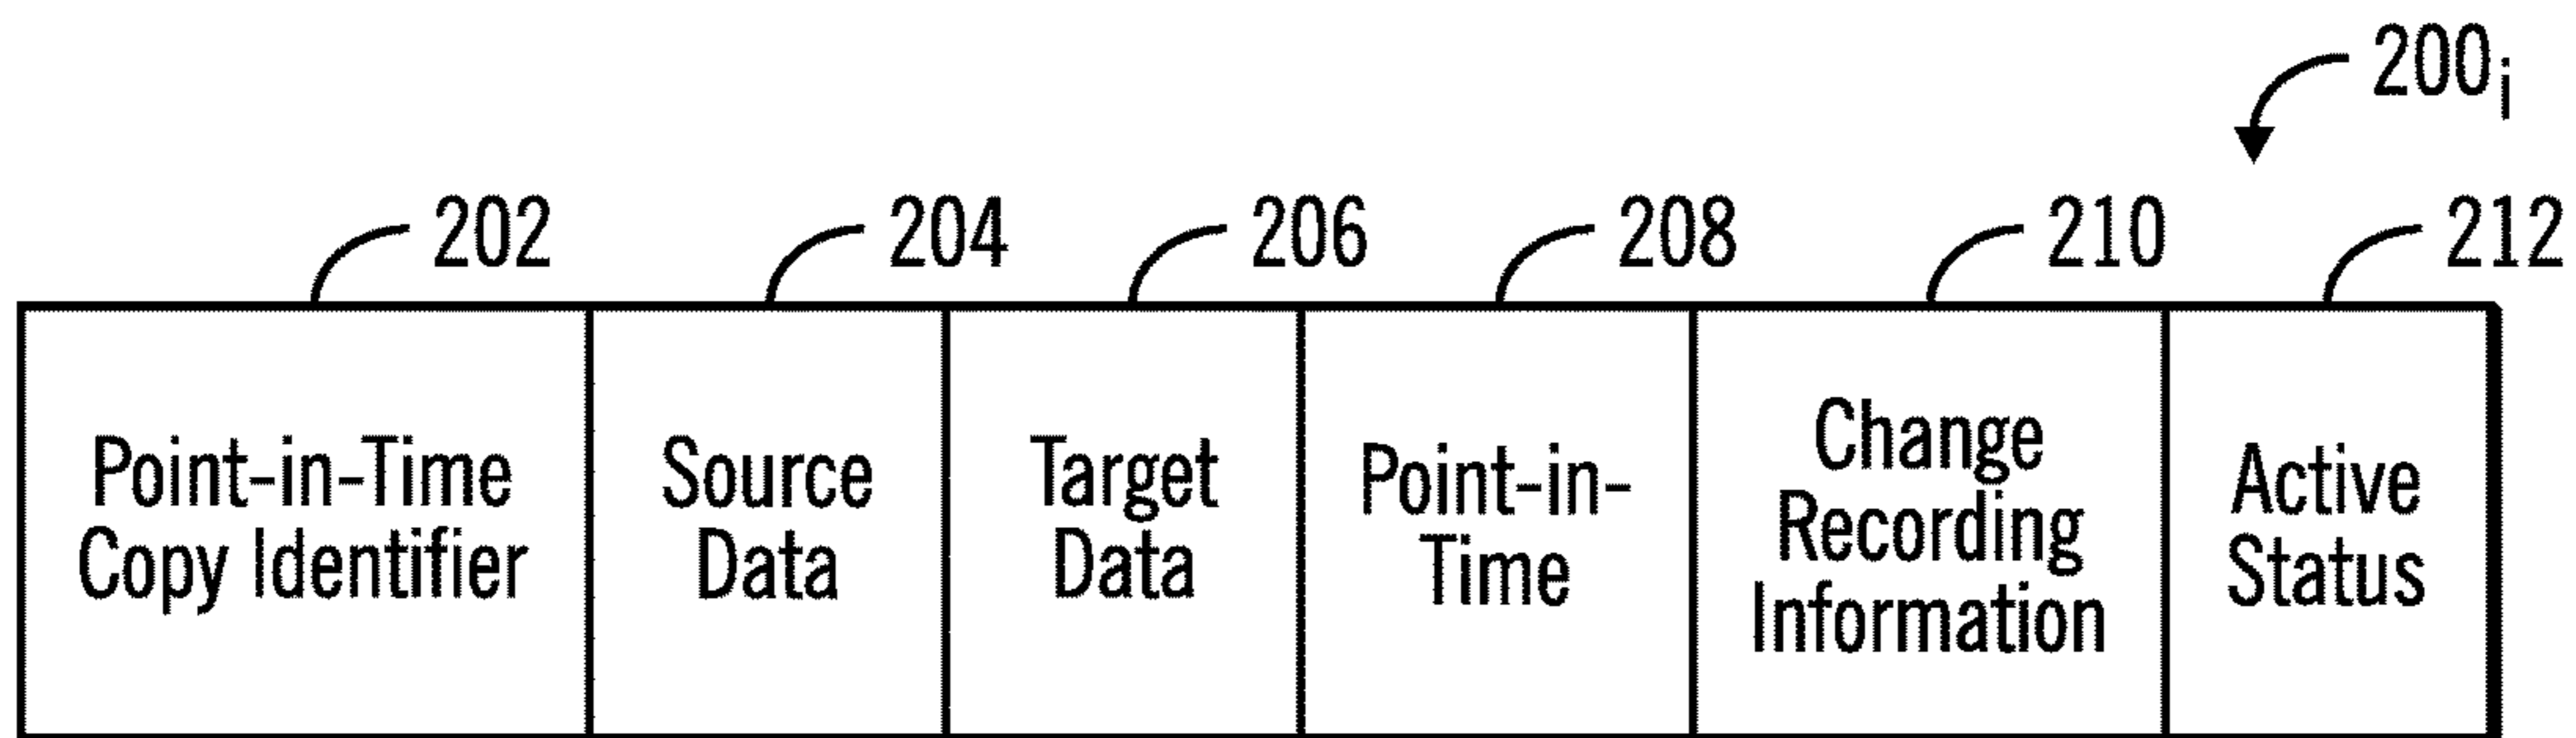 200i
202
204
206
208
210
212
Point-in-Time
Copy Identifier
Source
Data
Target
Data
Point-in-
Time
Change
Recording
Information
Active
Status